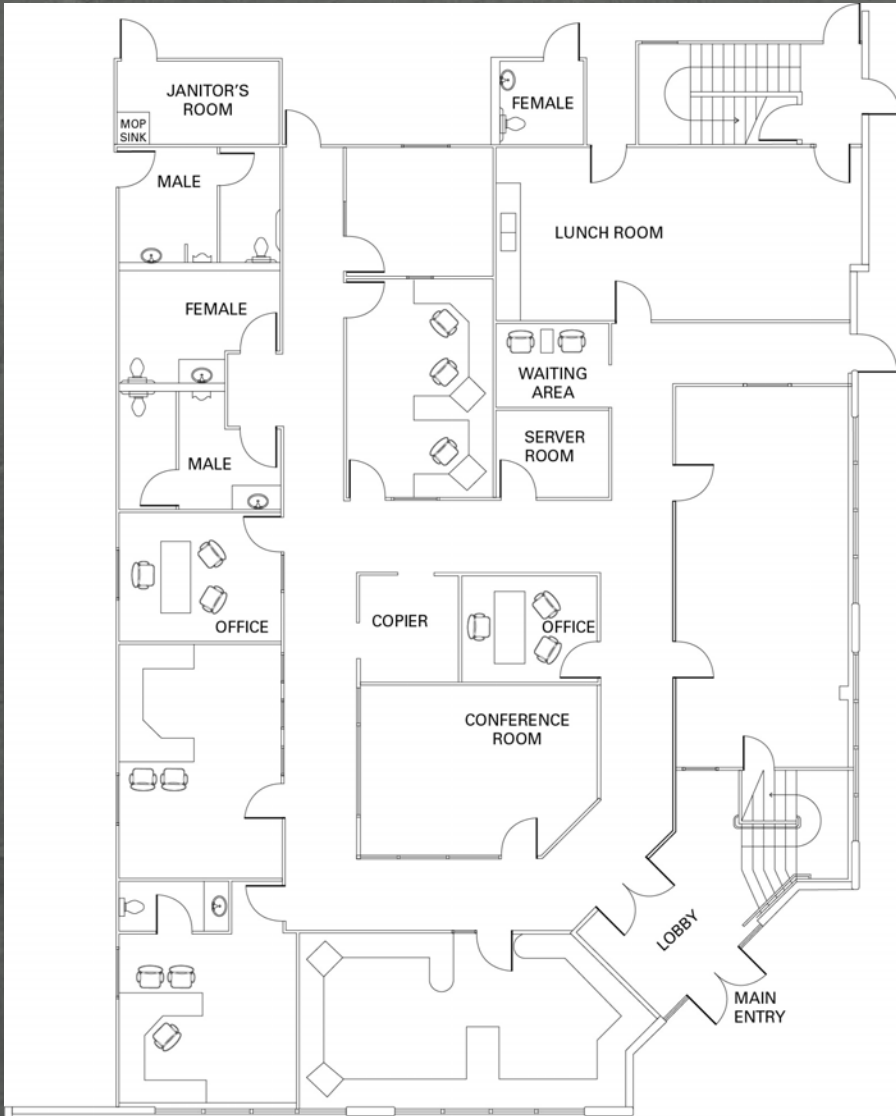 JANITOR'S
ROOM
MOP
SINK
FEMALE
MALE
LUNCH ROOM
FEMALE
WAITING
AREA
SERVER
ROOM
MALE
OFFICE
COPIER
OFFICE
CONFERENCE
ROOM
LOBBY
MAIN
ENTRY